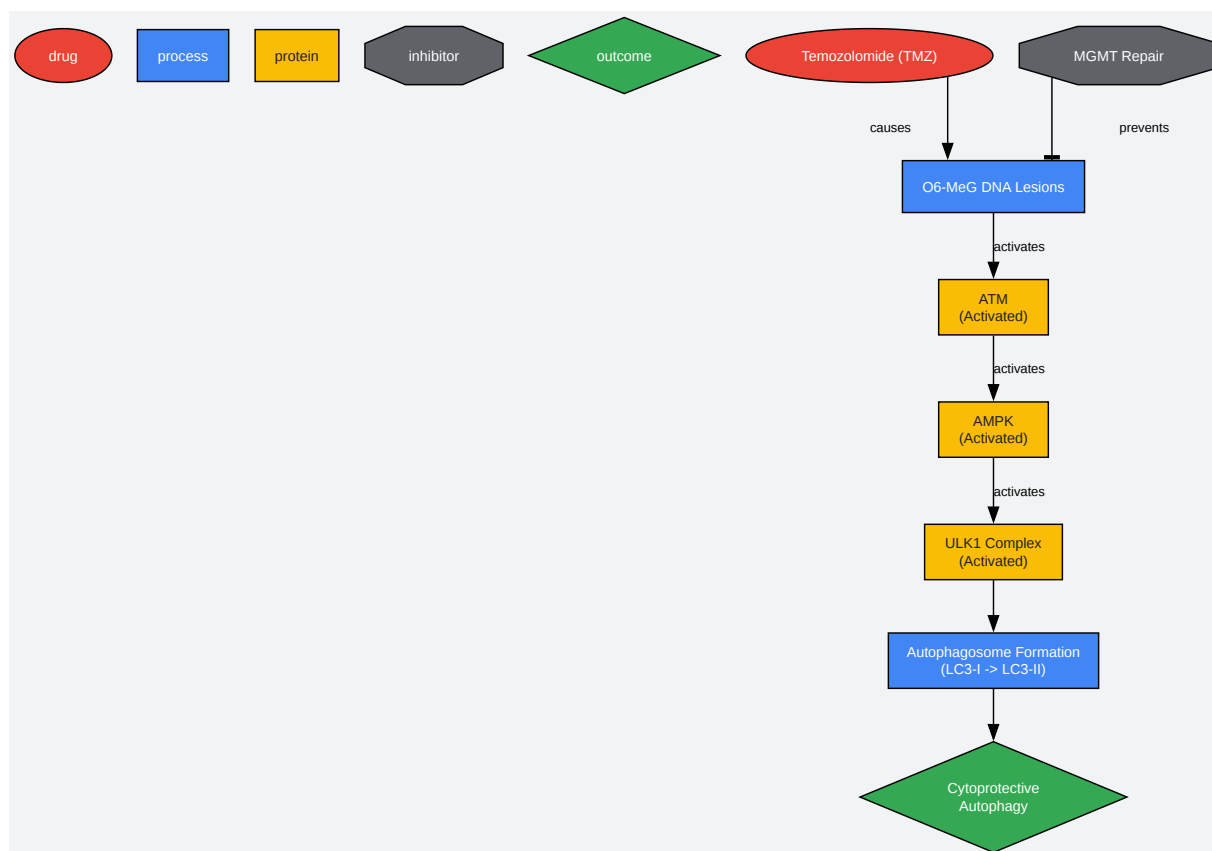 drug
process
protein
inhibitor
outcome
Temozolomide (TMZ)
MGMT Repair
causes
prevents
O6-MeG DNA Lesions
activates
ATM
(Activated)
activates
AMPK
(Activated)
activates
ULK1 Complex
(Activated)
Autophagosome Formation
(LC3-I -> LC3-II)
Cytoprotective
Autophagy